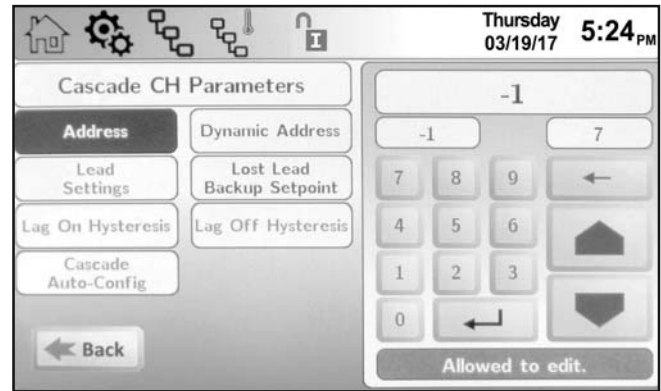 I
Thursday
03/19/17
5:24 PM
Cascade CH Parameters
Address
Dynamic Address
Lead
Settings
Lost Lead
Backup Setpoint
Lag On Hysteresis
Lag Off Hysteresis
Cascade
Auto-Config
Back
-1
-1
7
7 8 9
4 5 6
1 2 3
0
Allowed to edit.